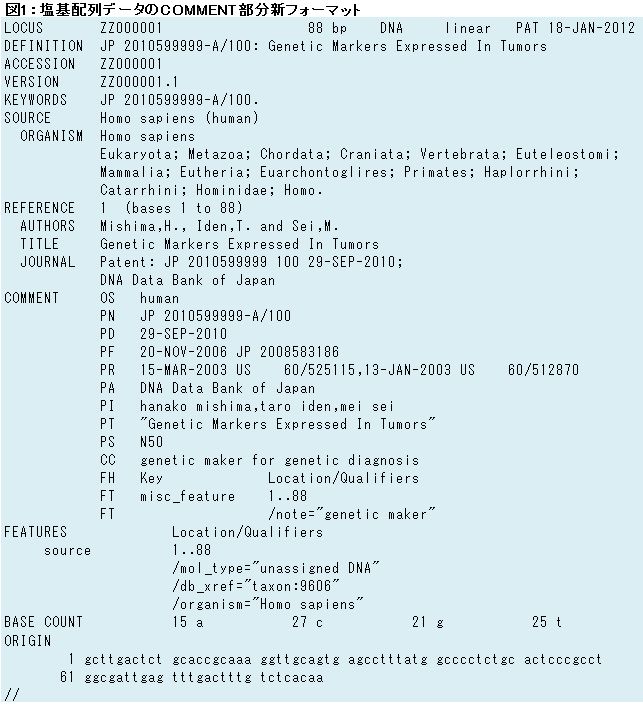 図1：塩基配列データのCOMMENT部分新フォーマット
LOCUS       ZZ000001                  88 bp    DNA     linear   PAT 18-JAN-2012
DEFINITION  JP 2010599999-A/100: Genetic Markers Expressed In Tumors
ACCESSION   ZZ000001
VERSION     ZZ000001.1
KEYWORDS    JP 2010599999-A/100.
SOURCE      Homo sapiens (human)
  ORGANISM  Homo sapiens
            Eukaryota; Metazoa; Chordata; Craniata; Vertebrata; Euteleostomi;
            Mammalia; Eutheria; Euarchontoglires; Primates; Haplorrhini;
            Catarrhini; Hominidae; Homo.
REFERENCE   1  (bases 1 to 88)
  AUTHORS   Mishima,H., Iden,T. and Sei,M.
  TITLE     Genetic Markers Expressed In Tumors
  JOURNAL   Patent: JP 2010599999 100 29-SEP-2010;
            DNA Data Bank of Japan
COMMENT     OS   human
            PN   JP 2010599999-A/100
            PD   29-SEP-2010
            PF   20-NOV-2006 JP 2008583186
            PR   15-MAR-2003 US    60/525115,13-JAN-2003 US    60/512870
            PA   DNA Data Bank of Japan
            PI   hanako mishima,taro iden,mei sei
            PT   "Genetic Markers Expressed In Tumors"
            PS   N50
            CC   genetic maker for genetic diagnosis
            FH   Key             Location/Qualifiers
            FT   misc_feature    1..88
            FT                   /note="genetic maker"
FEATURES             Location/Qualifiers
     source          1..88
                     /mol_type="unassigned DNA"
                     /db_xref="taxon:9606"
                     /organism="Homo sapiens"
BASE COUNT           15 a           27 c           21 g           25 t
ORIGIN
        1 gcttgactct gcaccgcaaa ggttgcagtg agcctttatg gcccctctgc actcccgcct
       61 ggcgattgag tttgactttg tctcacaa
//